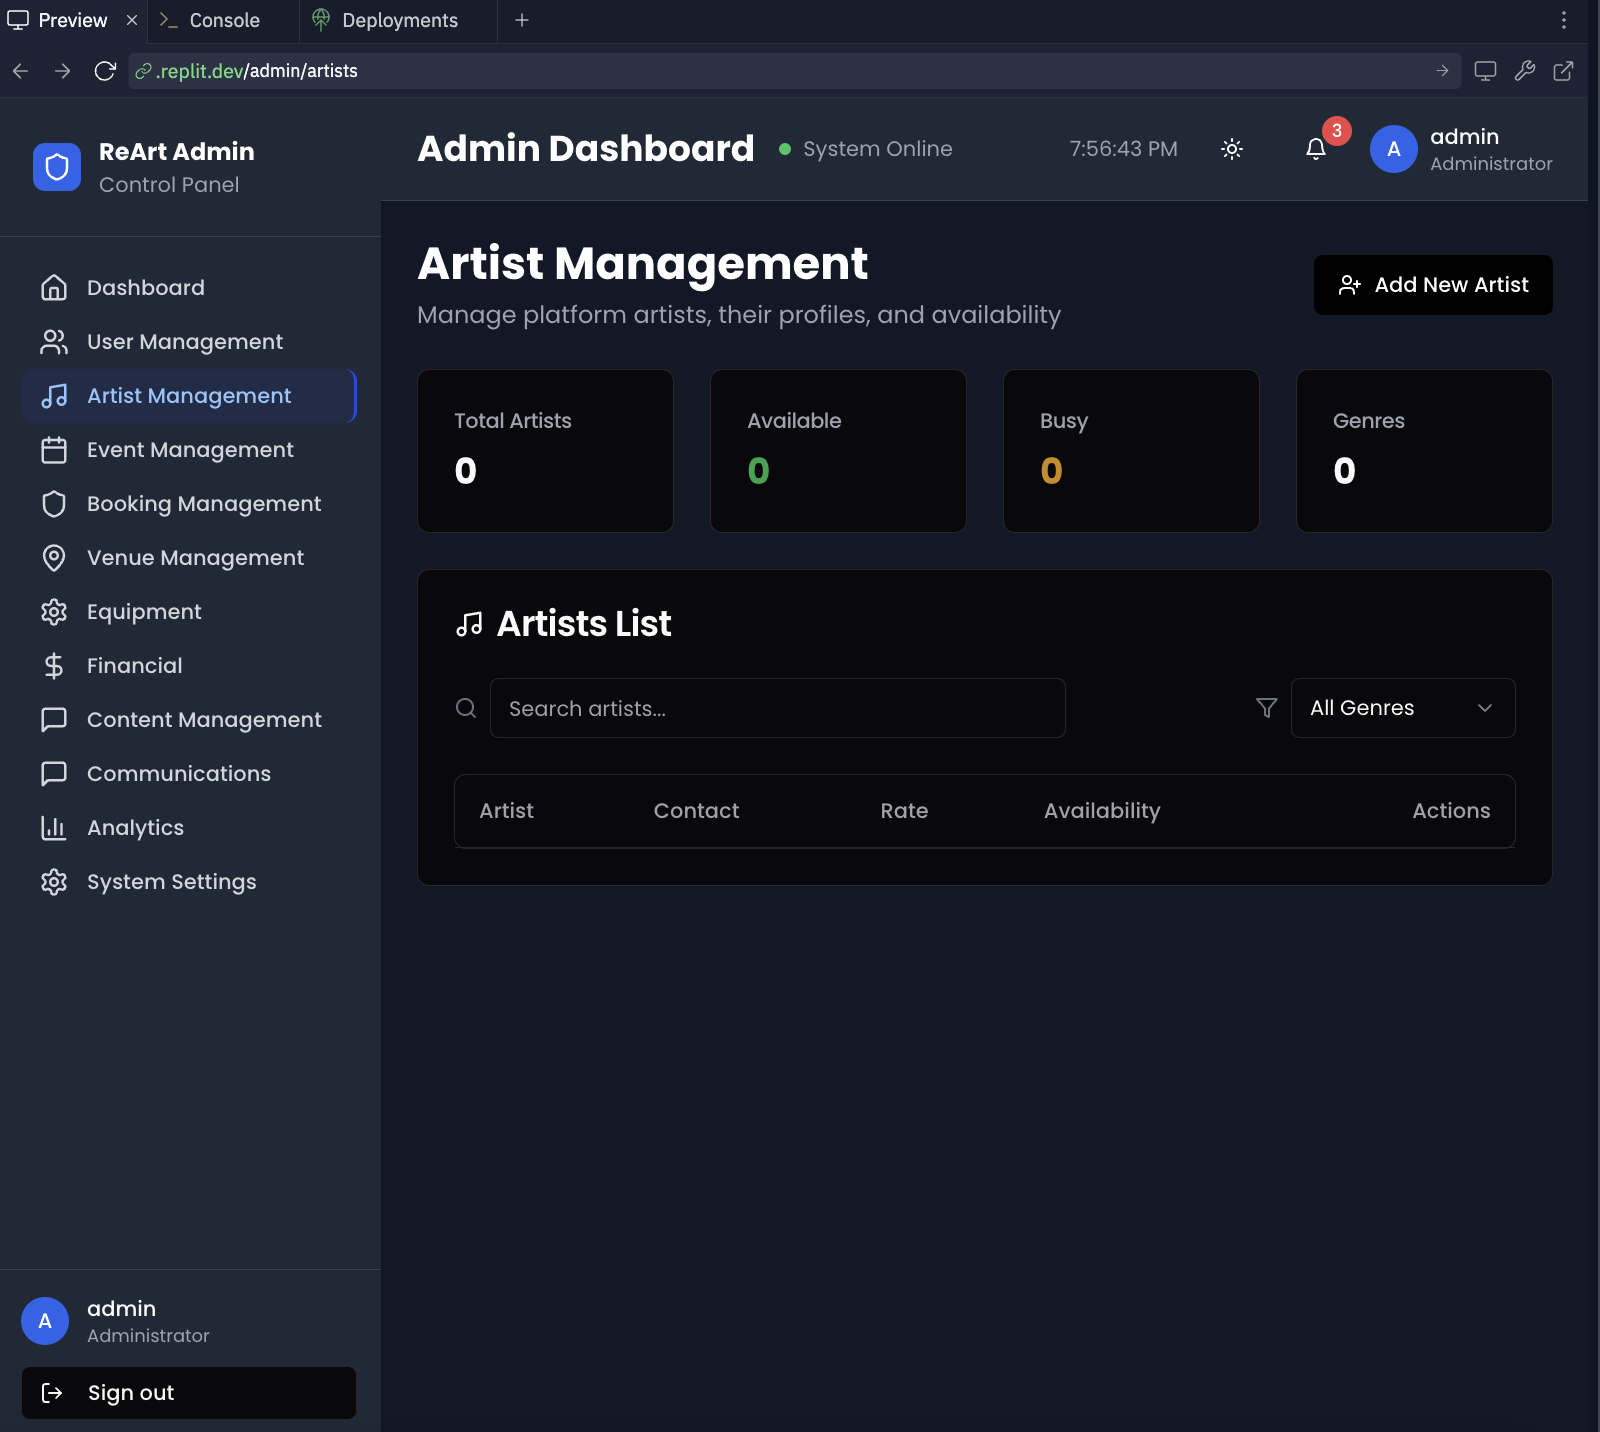 Preview
Console
Deployments
.replit.dev/admin/artists
ReArt Admin
Control Panel
Admin Dashboard
System Online
7:56:43 PM
3
A
admin
Administrator
Dashboard
User Management
Artist Management
Event Management
Booking Management
Venue Management
Equipment
Financial
Content Management
Communications
Analytics
System Settings
A
admin
Administrator
Sign out
Artist Management
Manage platform artists, their profiles, and availability
Add New Artist
Total Artists
0
Available
0
Busy
0
Genres
0
Artists List
Search artists...
All Genres
Artist Contact Rate Availability Actions